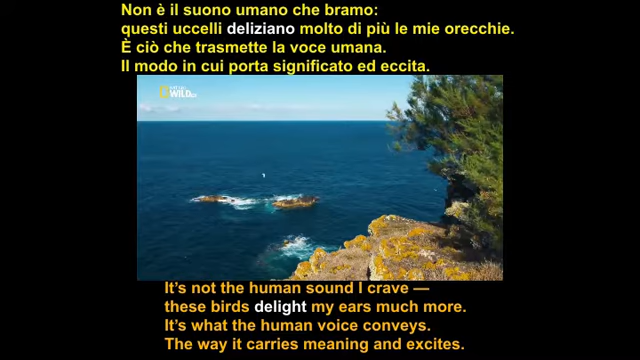 Non è il suono umano che bramo:
questi uccelli deliziano molto di più le mie orecchie.
È ciò che trasmette la voce umana.
Il modo in cui porta significato ed eccita.
WILD
It's not the human sound I crave —
these birds delight my ears much more.
It's what the human voice conveys.
The way it carries meaning and excites.